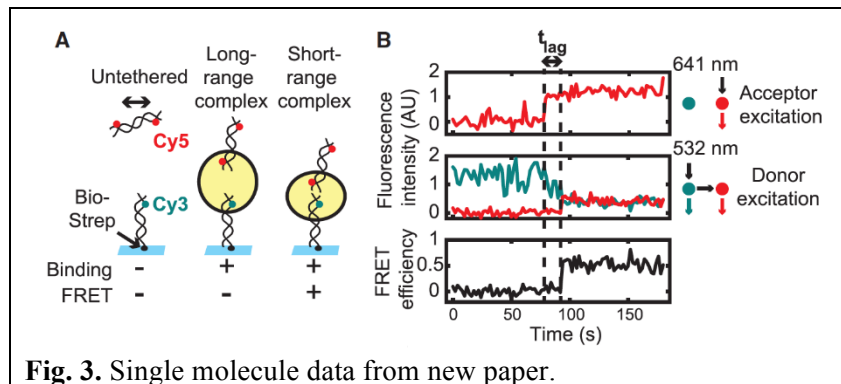 A
Untethered
Long-
range
complex
Short-
range
complex
Cy5
Cy3
Bio-
Strep
Binding - + +
FRET - - +
B
t_lag
Fluorescence
intensity (AU)
2
1
0
2
1
0
FRET
efficiency
1
0.5
0
0 50 100 150
Time (s)
641 nm
Acceptor
excitation
532 nm
Donor
excitation
Fig. 3. Single molecule data from new paper.